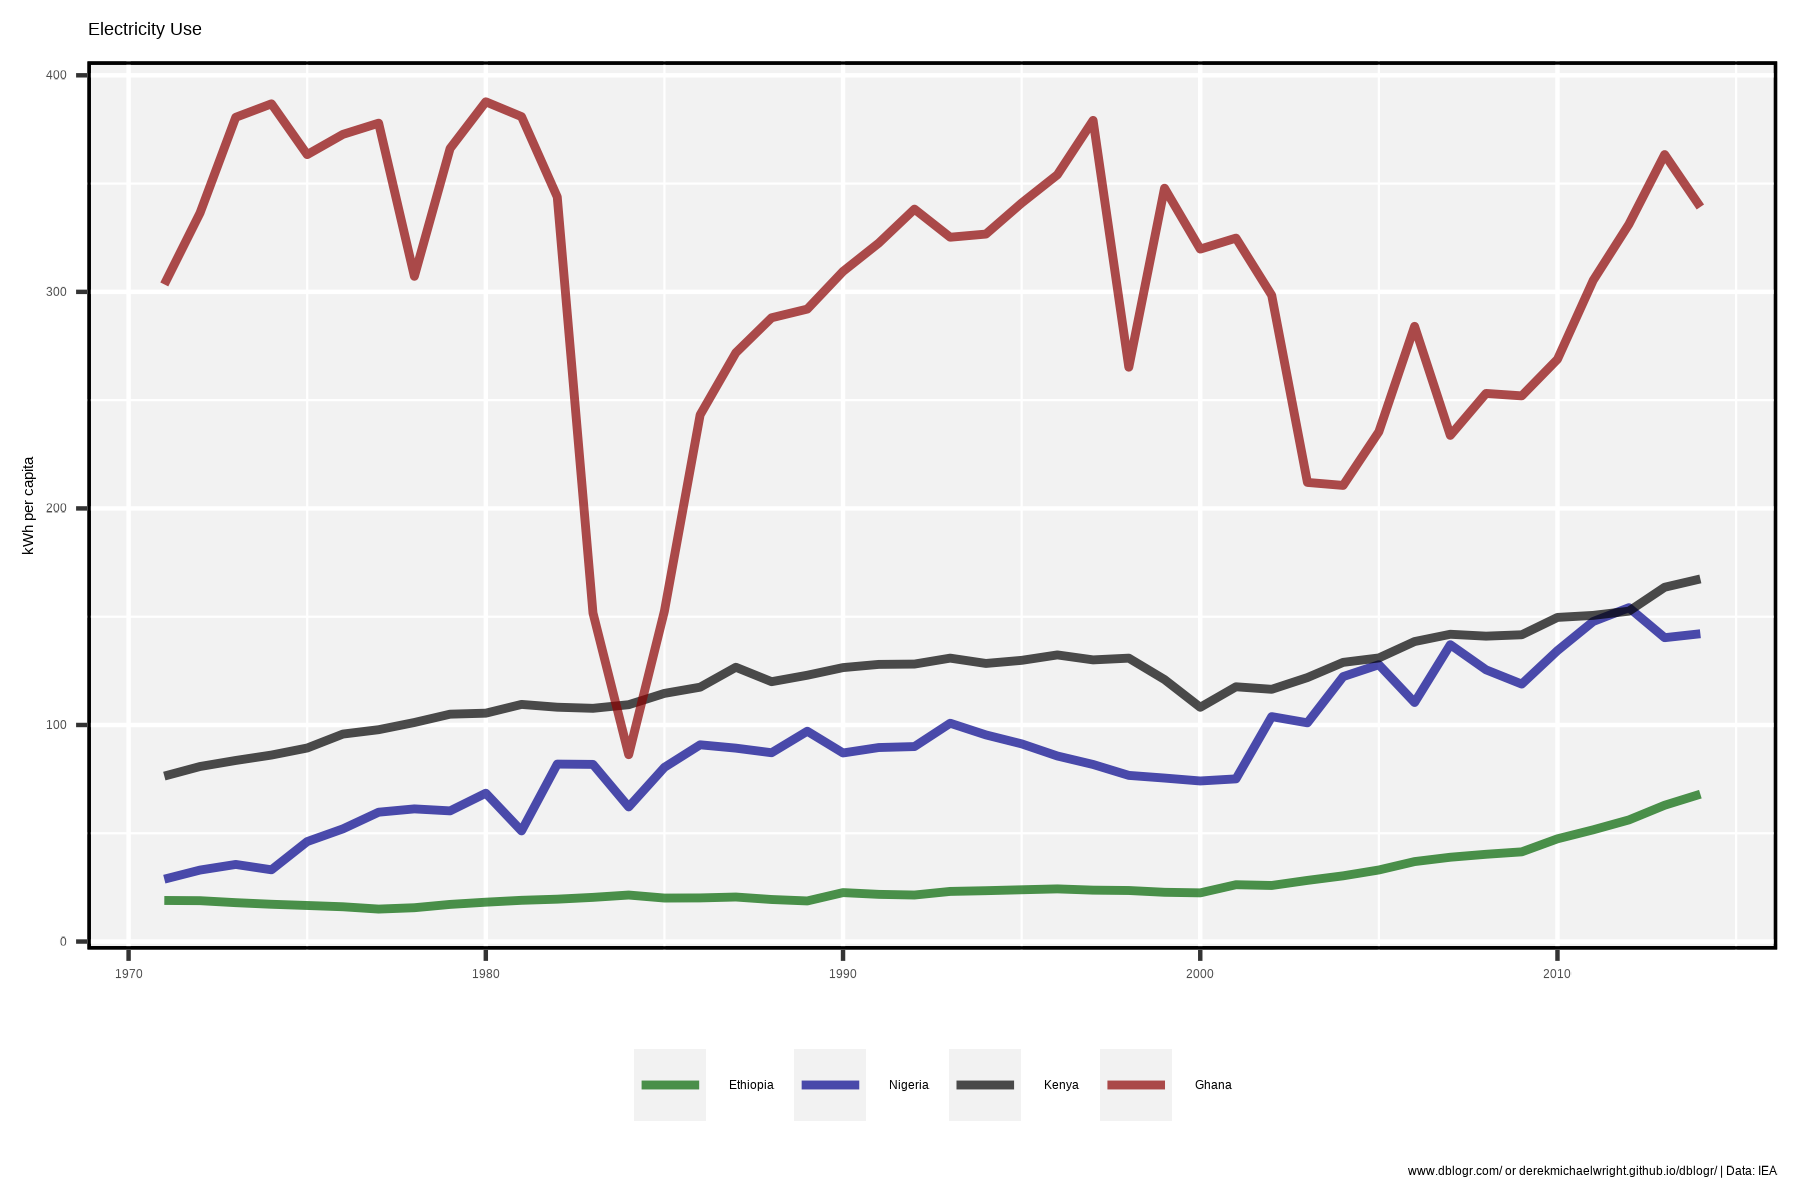 Electricity Use
400
300
200
100
0
kWh per capita
1970 1980 1990 2000 2010
Ethiopia Nigeria Kenya Ghana
www.dblogr.com/ or derekmichaelwright.github.io/dblogr/ | Data: IEA